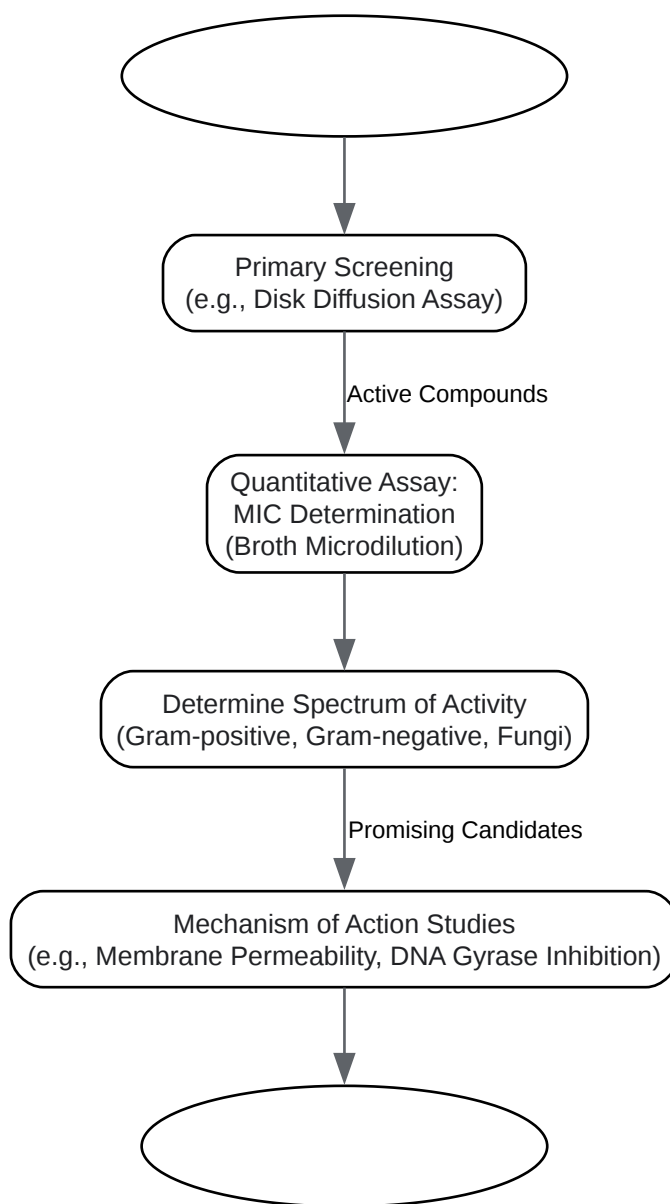 Primary Screening
(e.g., Disk Diffusion Assay)
Active Compounds
Quantitative Assay:
MIC Determination
(Broth Microdilution)
Determine Spectrum of Activity
(Gram-positive, Gram-negative, Fungi)
Promising Candidates
Mechanism of Action Studies
(e.g., Membrane Permeability, DNA Gyrase Inhibition)